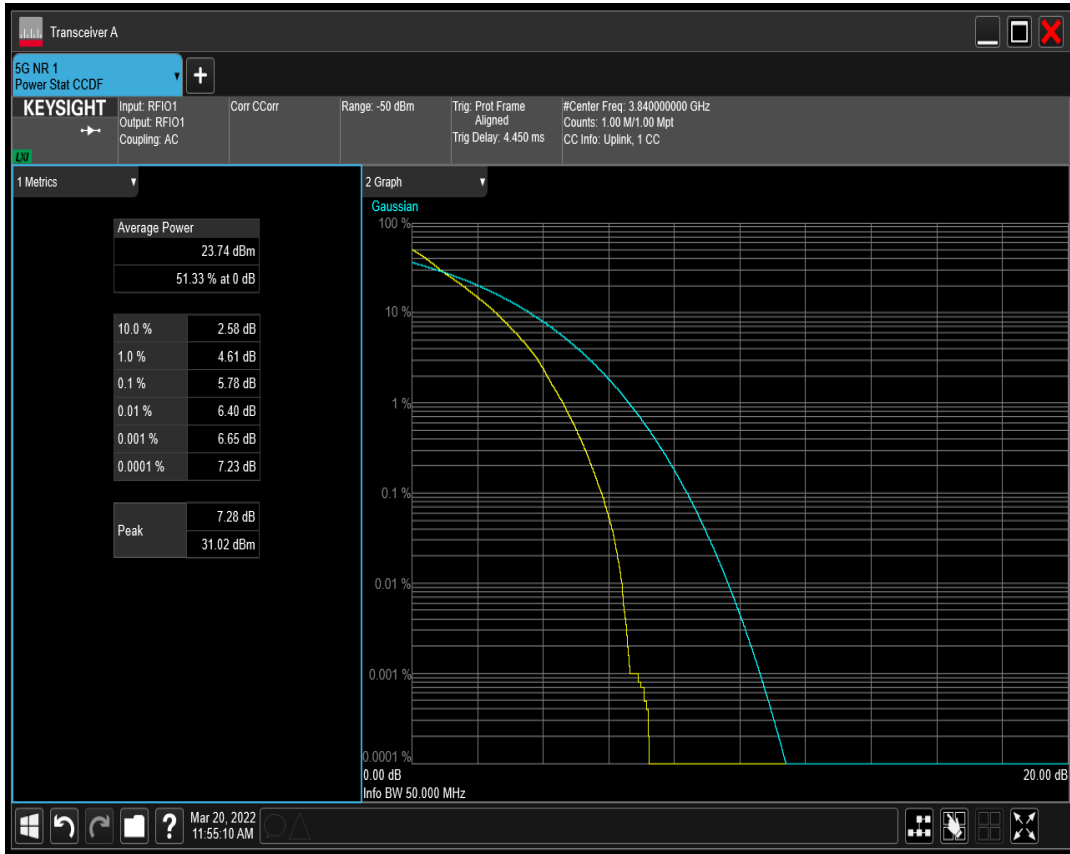 Transceiver A
5G NR 1
Power Stat CCDF
+
KEYSIGHT
LXI
Input: RFIO1
Output: RFIO1
Coupling: AC
Corr CCorr
Range: -50 dBm
Trig: Prot Frame
Aligned
Trig Delay: 4.450 ms
#Center Freq: 3.840000000 GHz
Counts: 1.00 M/1.00 Mpt
CC Info: Uplink, 1 CC
1 Metrics
Average Power
23.74 dBm
51.33 % at 0 dB
10.0 % 2.58 dB
1.0 % 4.61 dB
0.1 % 5.78 dB
0.01 % 6.40 dB
0.001 % 6.65 dB
0.0001 % 7.23 dB
Peak
7.28 dB
31.02 dBm
2 Graph
Gaussian
100 %
10 %
1 %
0.1 %
0.01 %
0.001 %
0.0001 %
0.00 dB 20.00 dB
Info BW 50.000 MHz
?
Mar 20, 2022
11:55:10 AM